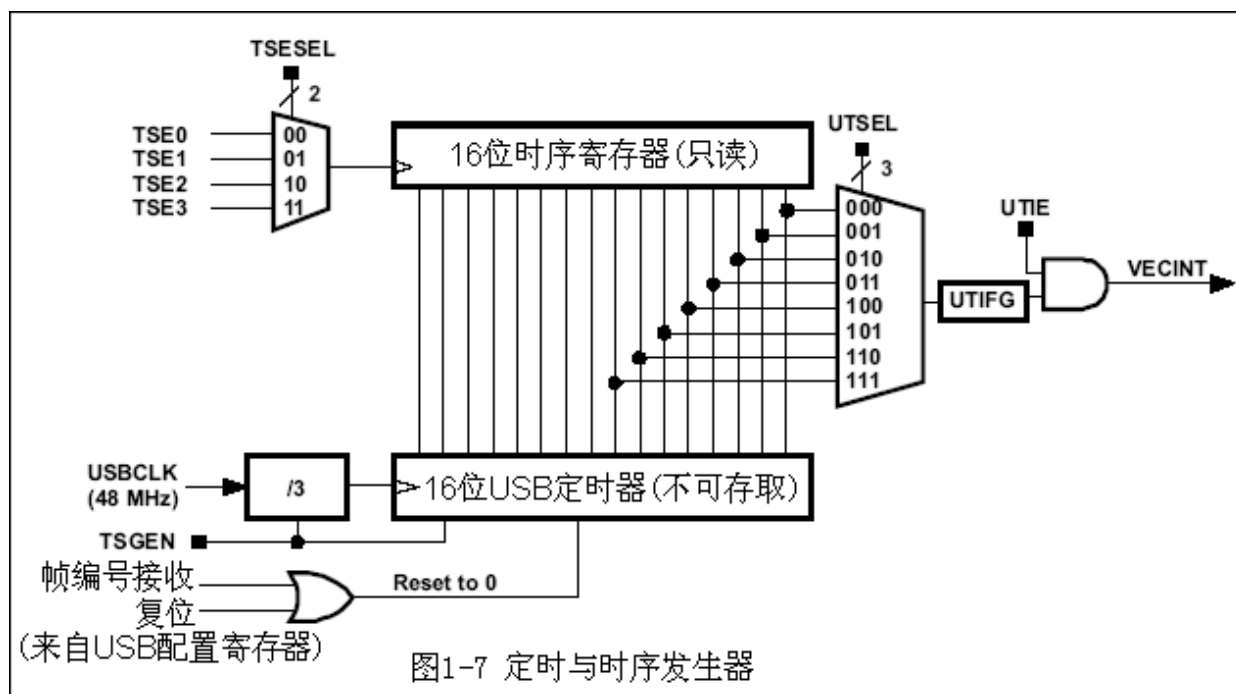 TSESEL
2
TSE0
TSE1
TSE2
TSE3
00
01
10
11
16位时序寄存器(只读)
UTSEL
3
000
001
010
011
100
101
110
111
UTIE
UTIFG
VECINT
USBCLK
(48 MHz)
/3
16位USB定时器(不可存取)
TSGEN
帧编号接收
复位
(来自USB配置寄存器)
Reset to 0
图1-7 定时与时序发生器